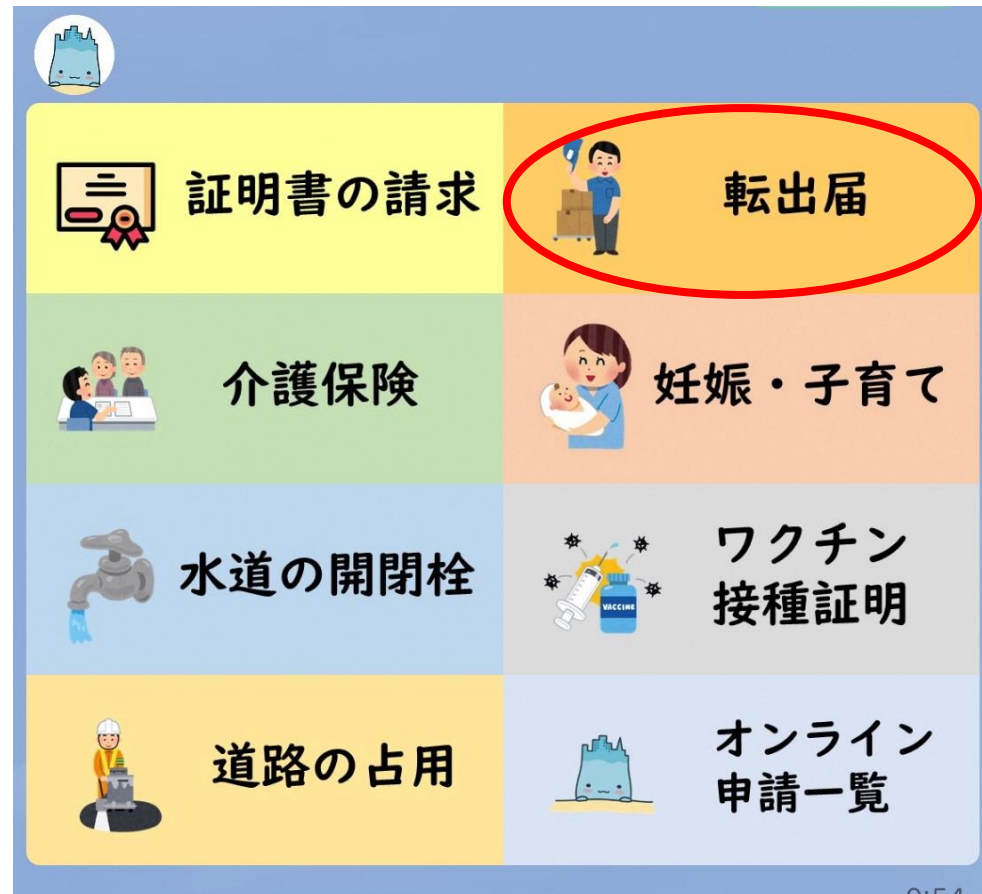 証明書の請求
転出届
介護保険
妊娠・子育て
水道の開閉栓
VACCINE
ワクチン
接種証明
道路の占用
オンライン
申請一覧